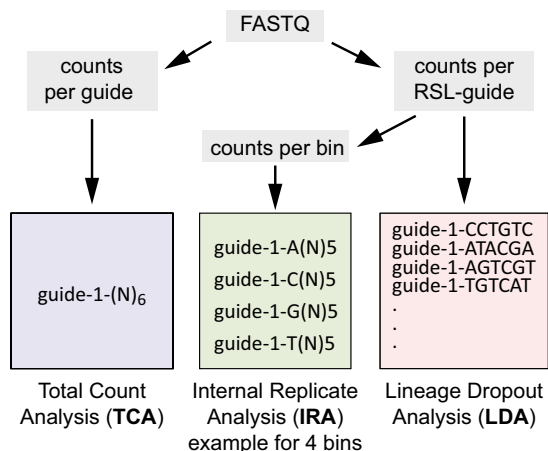 FASTQ
counts
per guide
counts per
RSL-guide
counts per bin
guide-1-(N)6
guide-1-A(N)5
guide-1-C(N)5
guide-1-G(N)5
guide-1-T(N)5
guide-1-CCTGTC
guide-1-ATACGA
guide-1-AGTCGT
guide-1-TGTCAT
.
.
.
Total Count
Analysis (TCA)
Internal Replicate
Analysis (IRA)
example for 4 bins
Lineage Dropout
Analysis (LDA)